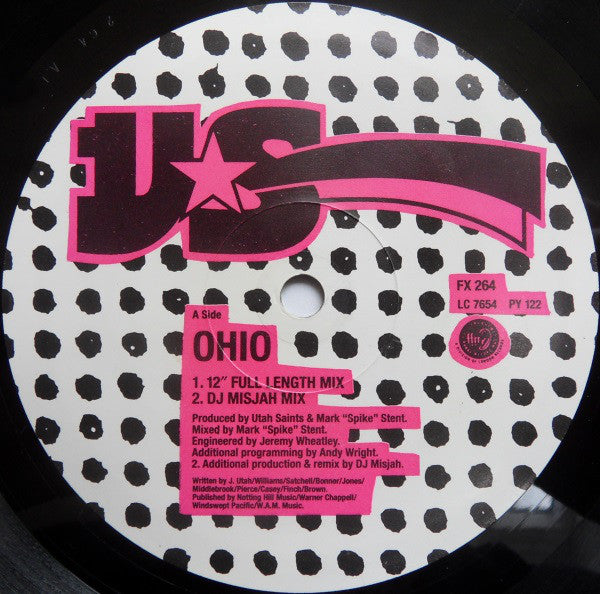 US
FX 264
LC 7654 PY 122
ffrr
A Side
OHIO
1. 12" FULL LENGTH MIX
2. DJ MISJAH MIX
Produced by Utah Saints & Mark "Spike" Stent.
Mixed by Mark "Spike" Stent.
Engineered by Jeremy Wheatley.
Additional programming by Andy Wright.
2. Additional production & remix by DJ Misjah.
Written by J. Utah/Williams/Satchell/Bonner/Jones/
Middlebrook/Pierce/Casey/Finch/Brown.
Published by Notting Hill Music/Warner Chappell/
Windswept Pacific/W.A.M. Music.